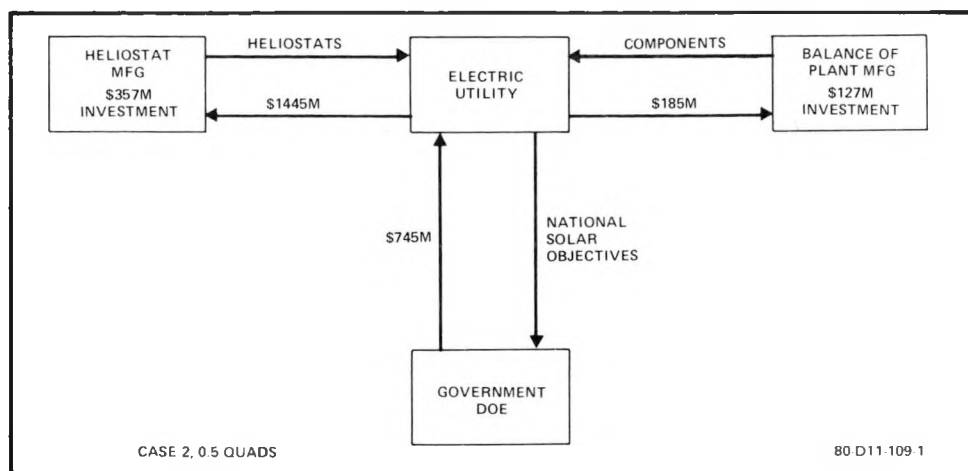 HELIOSTAT
MFG
$357M
INVESTMENT
HELIOSTATS
$1445M
ELECTRIC
UTILITY
COMPONENTS
$185M
BALANCE OF
PLANT MFG
$127M
INVESTMENT
$745M
NATIONAL
SOLAR
OBJECTIVES
GOVERNMENT
DOE
CASE 2, 0.5 QUADS
80-D11-109-1